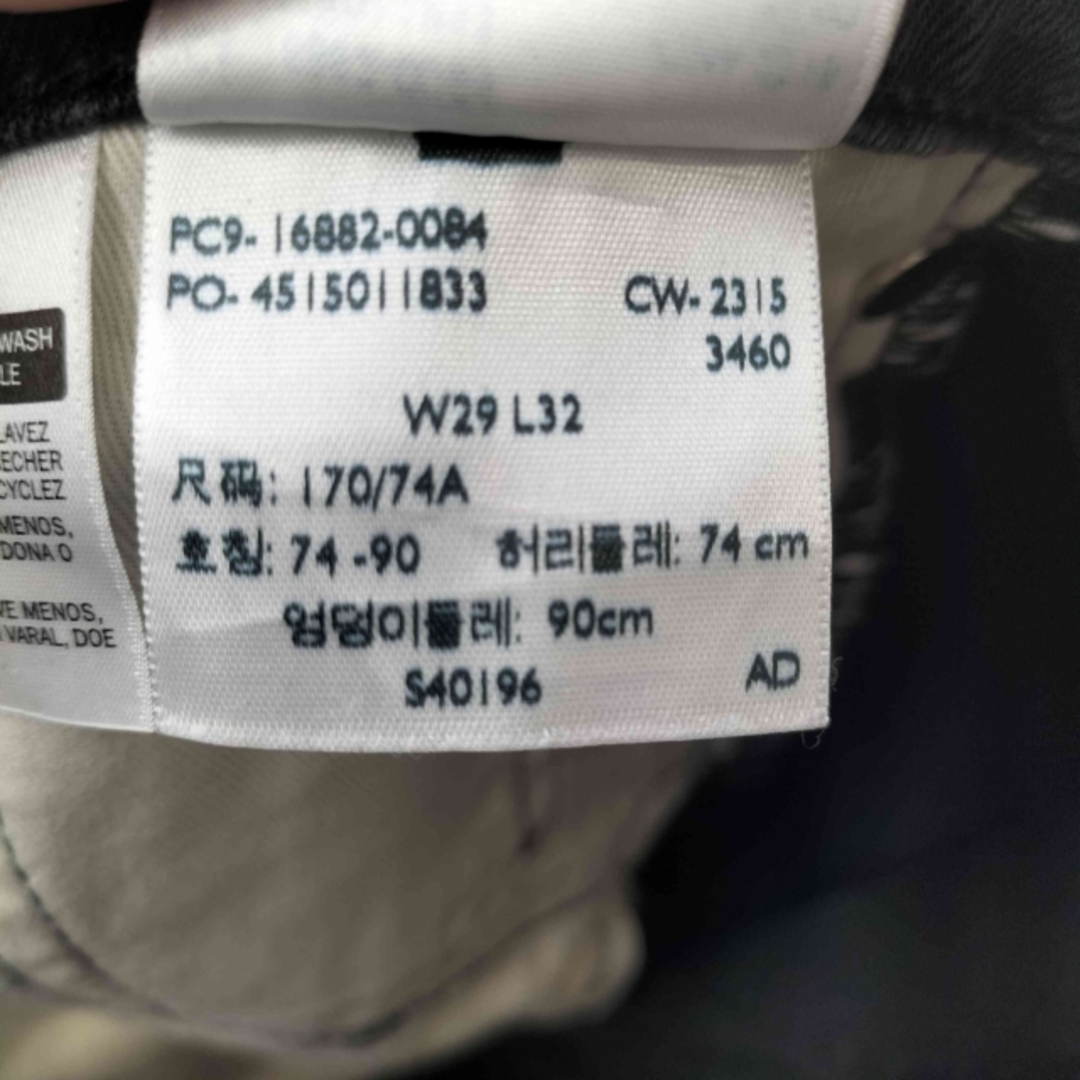 PC9- 16882-0084
PO- 4515011833 CW- 2315
3460
W29 L32
尺码: 170/74A
호칭: 74 -90 허리둘레: 74 cm
엉덩이둘레: 90cm
S40196 AD
WASH
LE
LAVEZ
ECHER
CYCLEZ
MENOS,
DONA O
VE MENOS,
VARAL, DOE